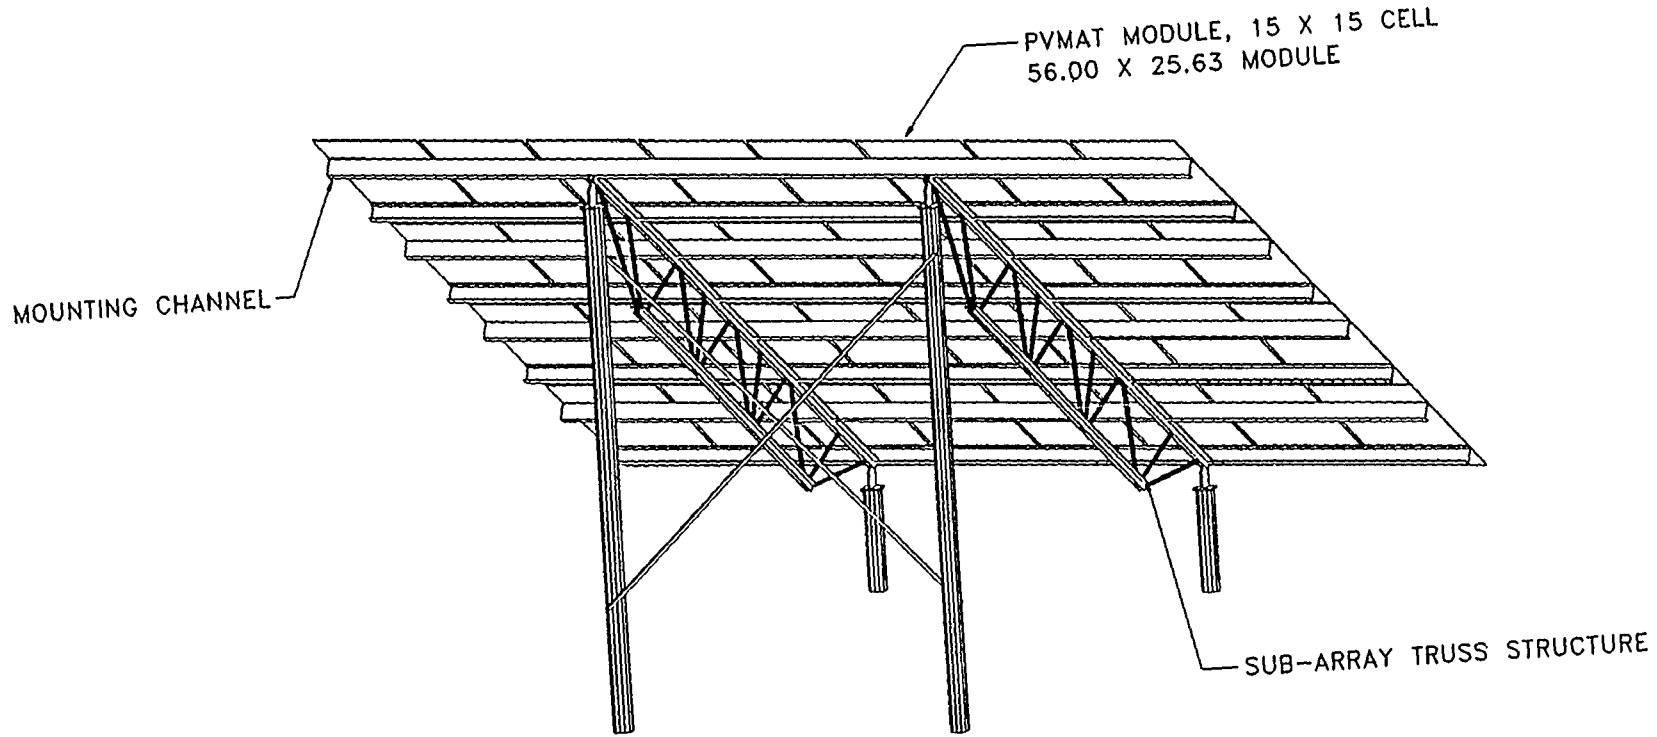 PVMAT MODULE, 15 X 15 CELL
56.00 X 25.63 MODULE
MOUNTING CHANNEL
SUB-ARRAY TRUSS STRUCTURE